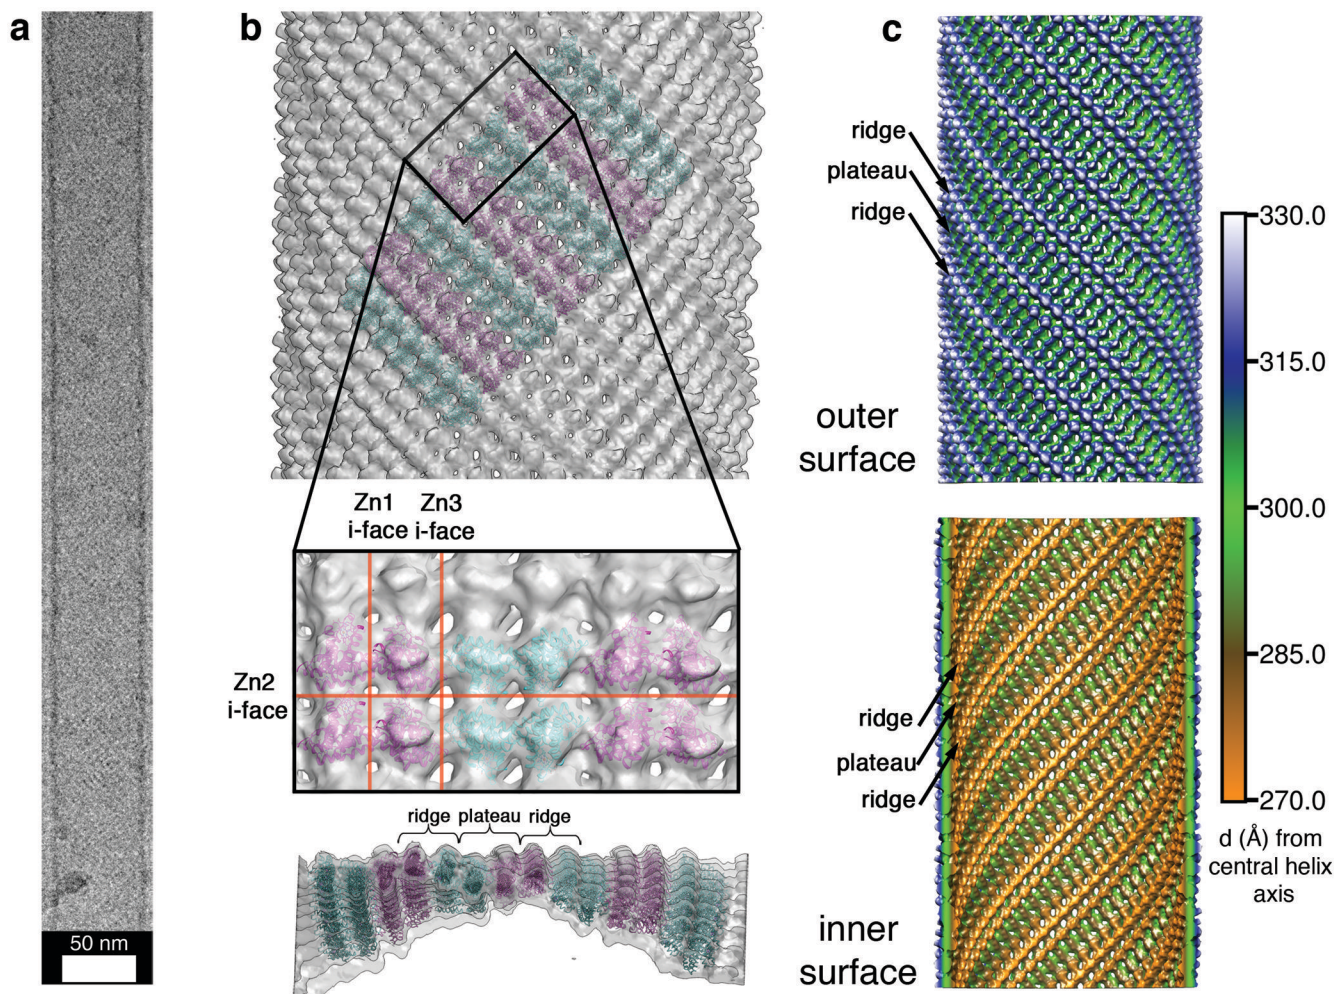 a
50 nm
b
Zn1
i-face
Zn3
i-face
Zn2
i-face
ridge
plateau
ridge
c
ridge
plateau
ridge
outer
surface
ridge
plateau
ridge
inner
surface
330.0
315.0
300.0
285.0
270.0
d (Å) from
central helix
axis